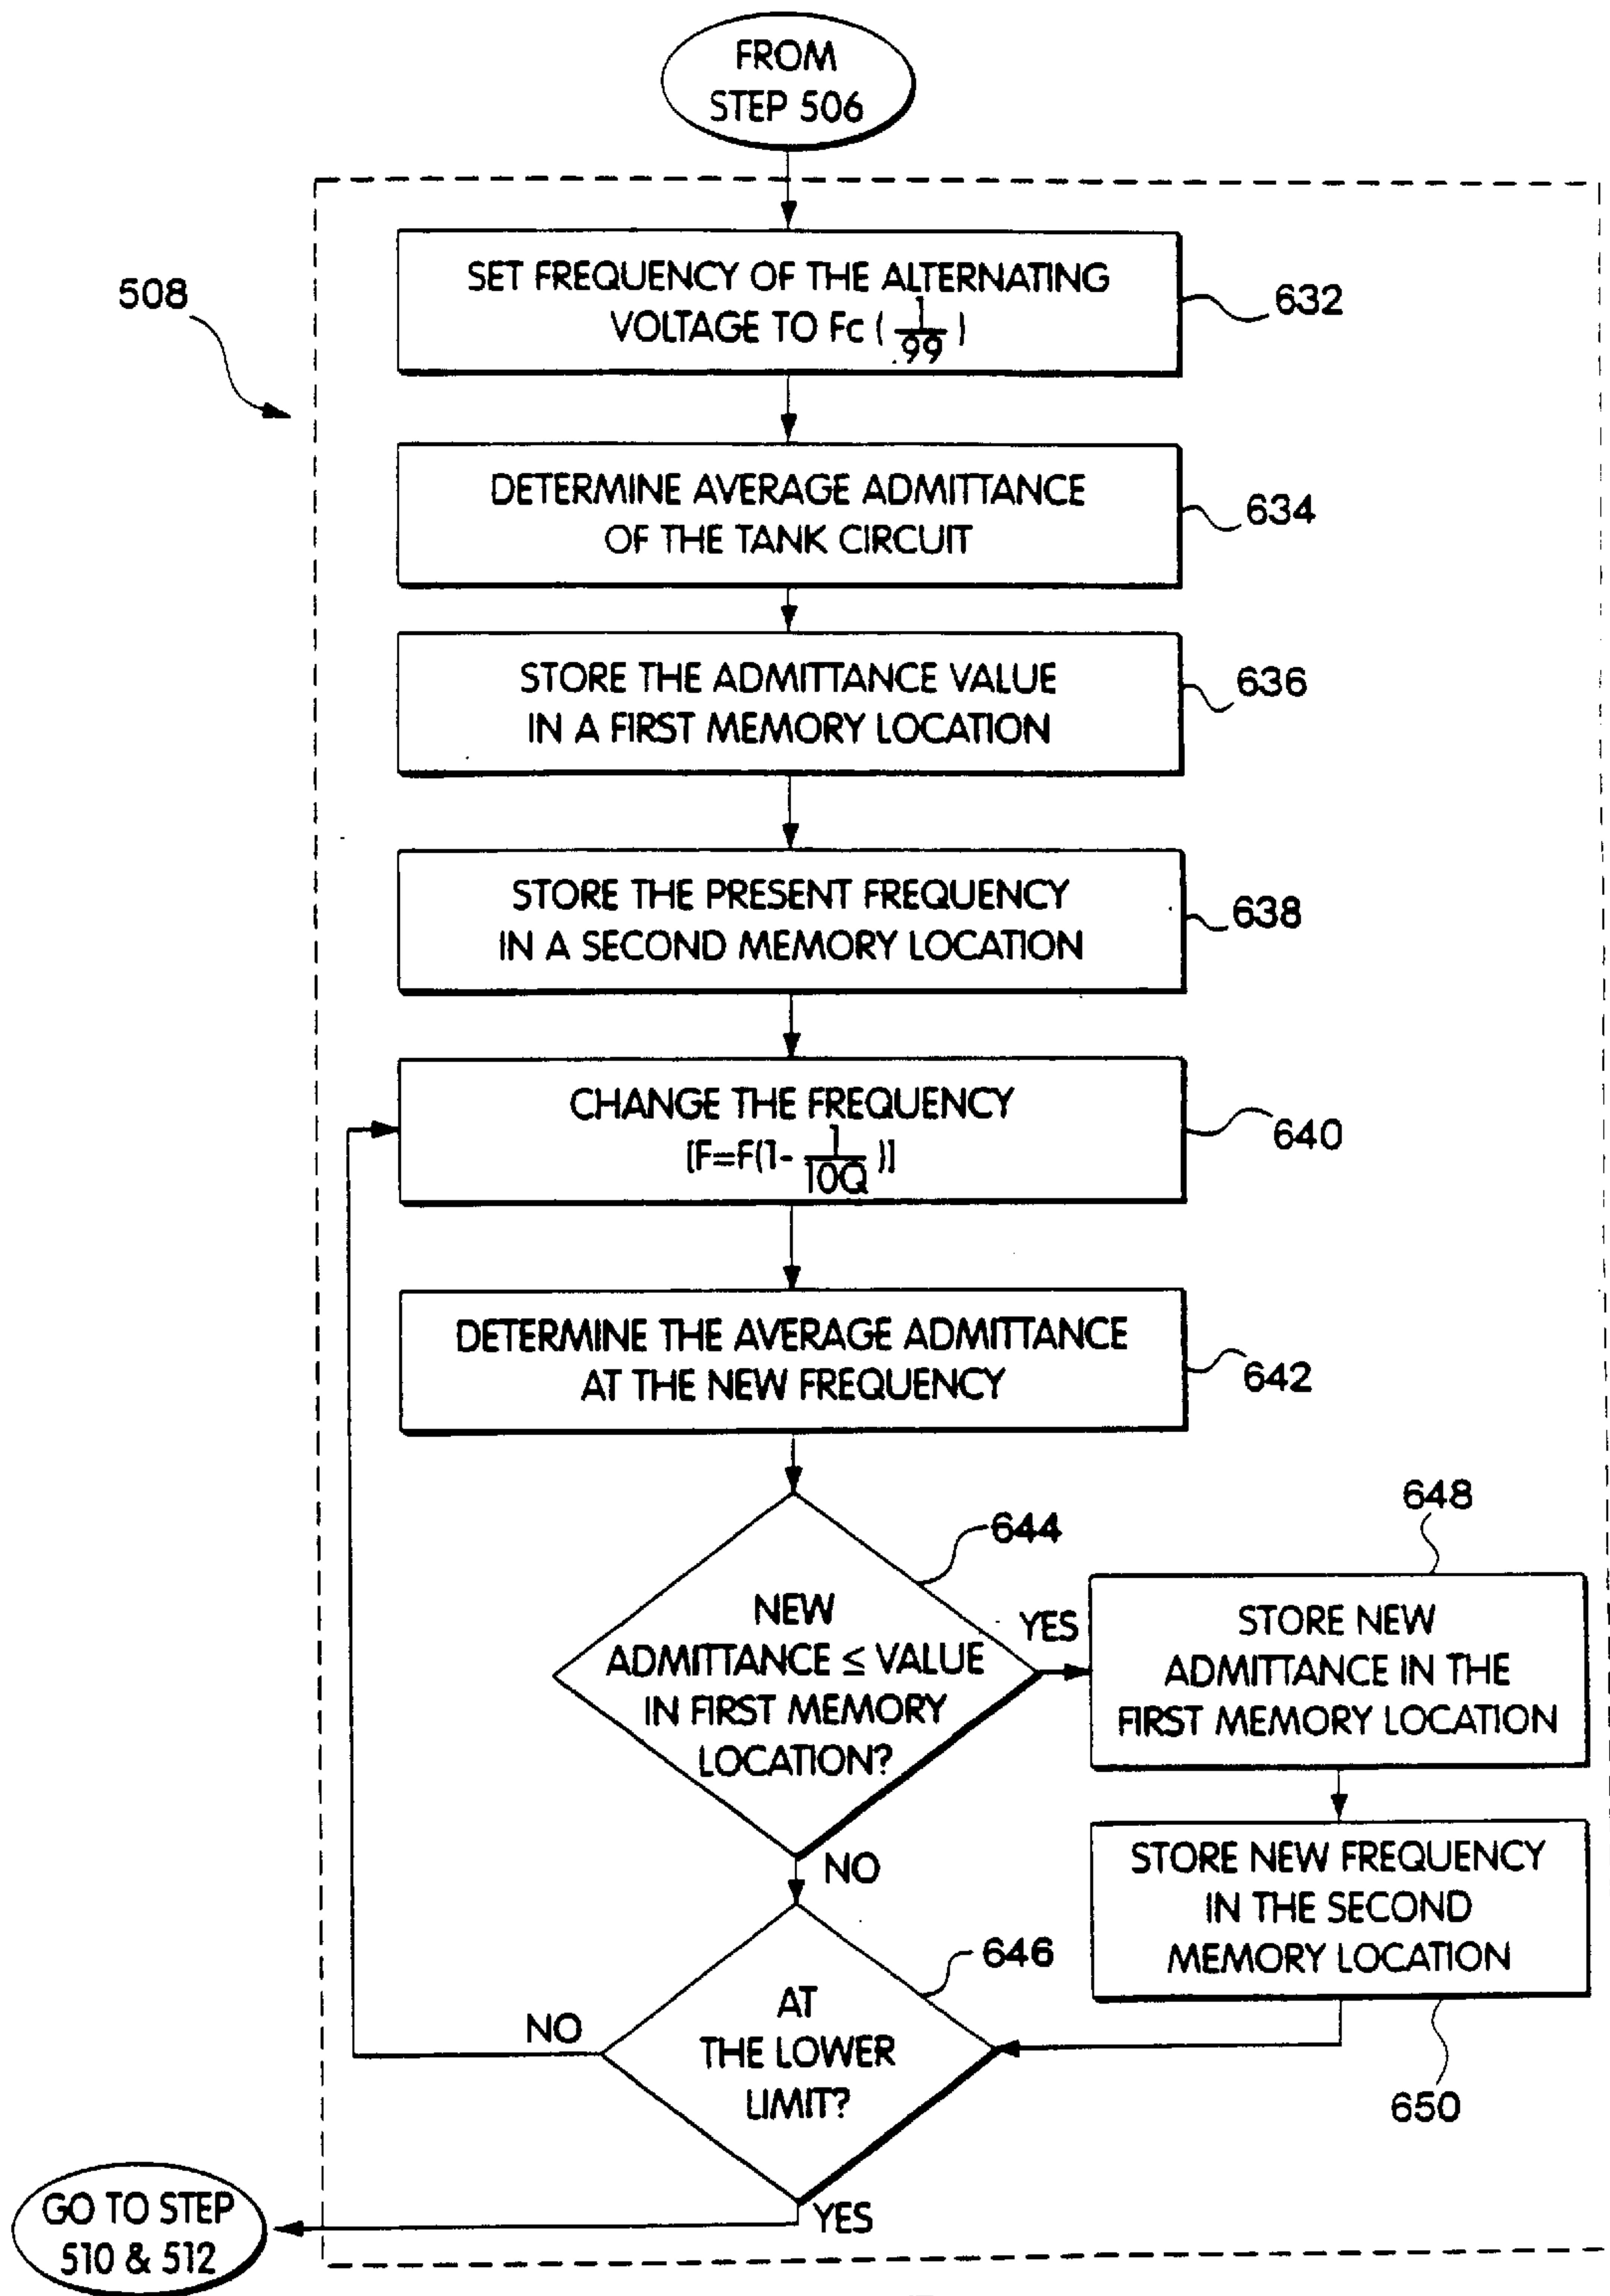 FROM
STEP 506
508
SET FREQUENCY OF THE ALTERNATING
VOLTAGE TO Fc ( 1/.99 )
632
DETERMINE AVERAGE ADMITTANCE
OF THE TANK CIRCUIT
634
STORE THE ADMITTANCE VALUE
IN A FIRST MEMORY LOCATION
636
STORE THE PRESENT FREQUENCY
IN A SECOND MEMORY LOCATION
638
CHANGE THE FREQUENCY
[F=F(1- 1/10Q )]
640
DETERMINE THE AVERAGE ADMITTANCE
AT THE NEW FREQUENCY
642
644
NEW
ADMITTANCE ≤ VALUE
IN FIRST MEMORY
LOCATION?
YES
NO
648
STORE NEW
ADMITTANCE IN THE
FIRST MEMORY LOCATION
STORE NEW FREQUENCY
IN THE SECOND
MEMORY LOCATION
650
646
AT
THE LOWER
LIMIT?
NO
YES
GO TO STEP
510 & 512